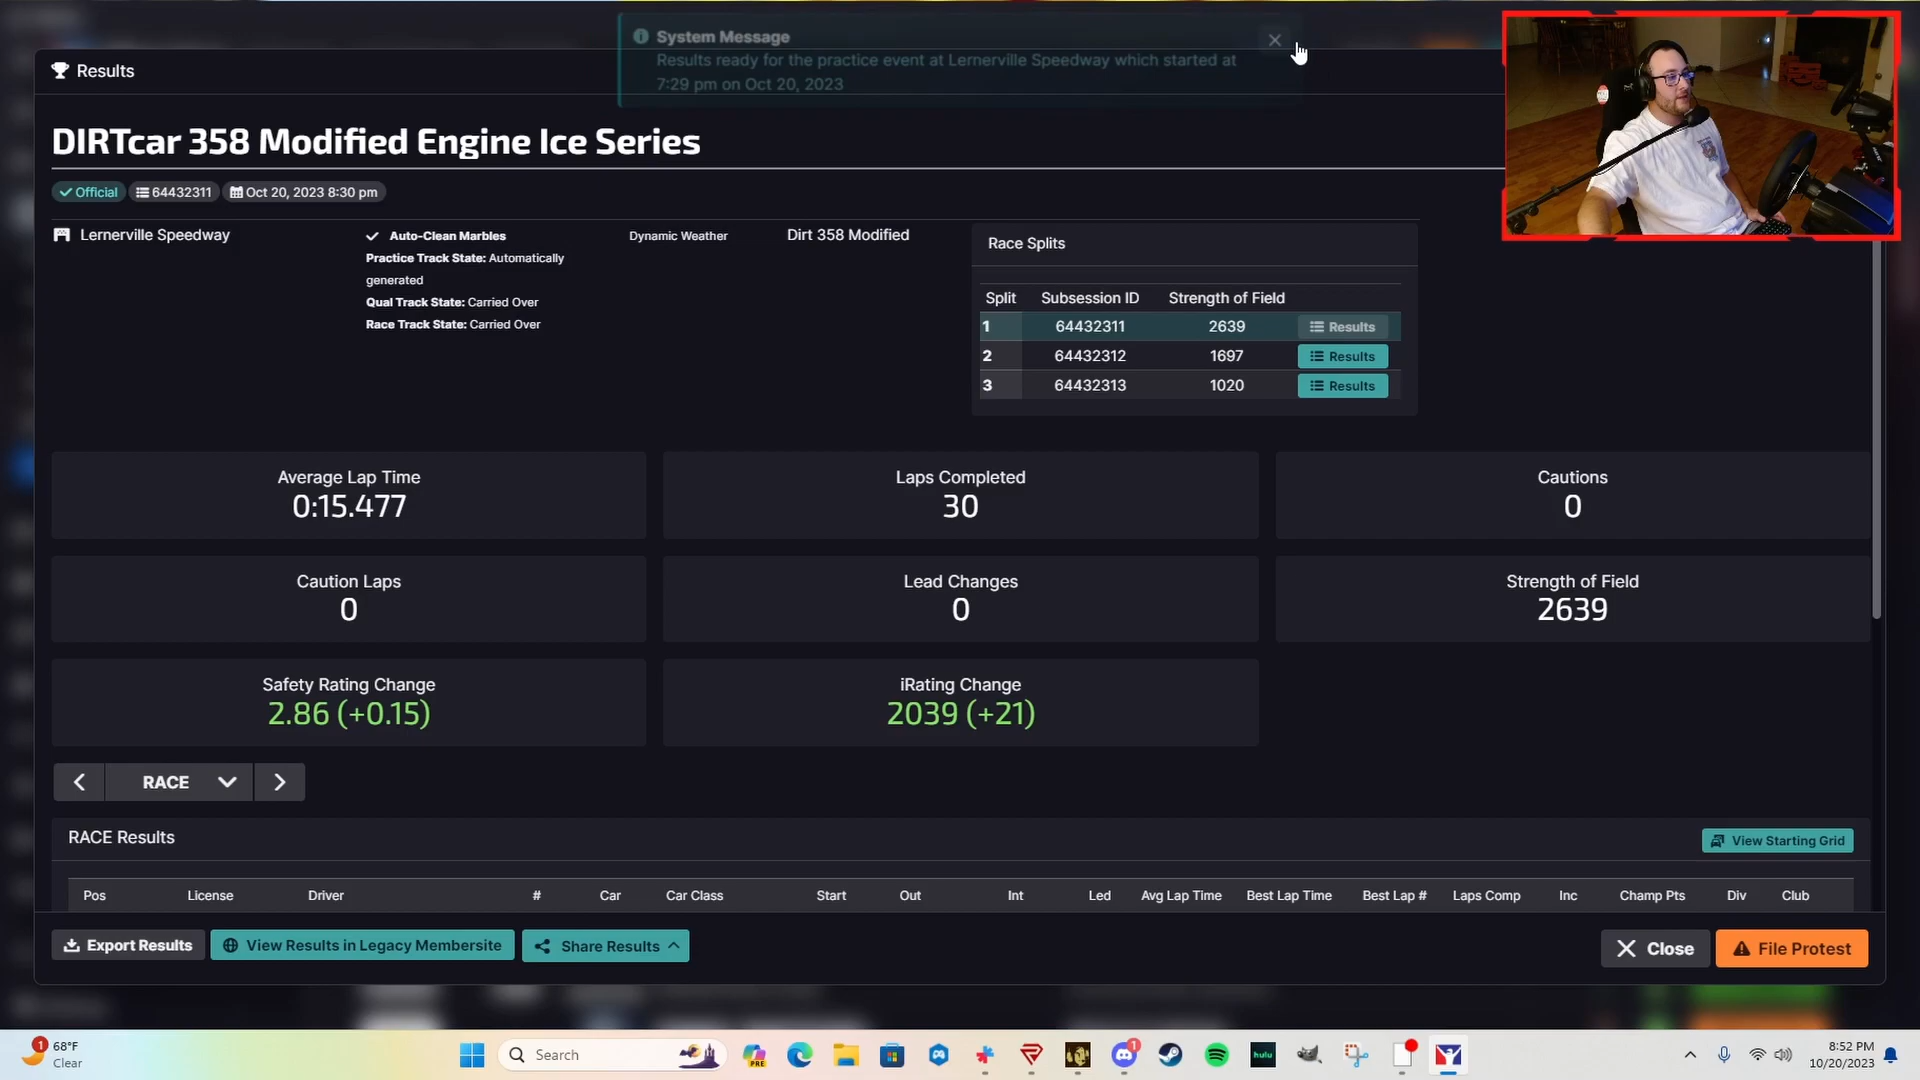 System Message
Results ready for the practice event at Lernerville Speedway which started at
7:29 pm on Oct 20, 2023
Results
DIRTcar 358 Modified Engine Ice Series
Official
64432311
Oct 20, 2023 8:30 pm
Lernerville Speedway
Auto-Clean Marbles
Practice Track State: Automatically
generated
Qual Track State: Carried Over
Race Track State: Carried Over
Dynamic Weather
Dirt 358 Modified
Race Splits
Split Subsession ID Strength of Field
1 64432311 2639 Results
2 64432312 1697 Results
3 64432313 1020 Results
Average Lap Time
0:15.477
Laps Completed
30
Cautions
0
Caution Laps
0
Lead Changes
0
Strength of Field
2639
Safety Rating Change
2.86 (+0.15)
iRating Change
2039 (+21)
RACE
RACE Results
View Starting Grid
Pos License Driver # Car Car Class Start Out Int Led Avg Lap Time Best Lap Time Best Lap # Laps Comp Inc Champ Pts Div Club
Export Results
View Results in Legacy Membersite
Share Results
Close
File Protest
1
68°F
Clear
Search
PRE
1
hulu
8:52 PM
10/20/2023